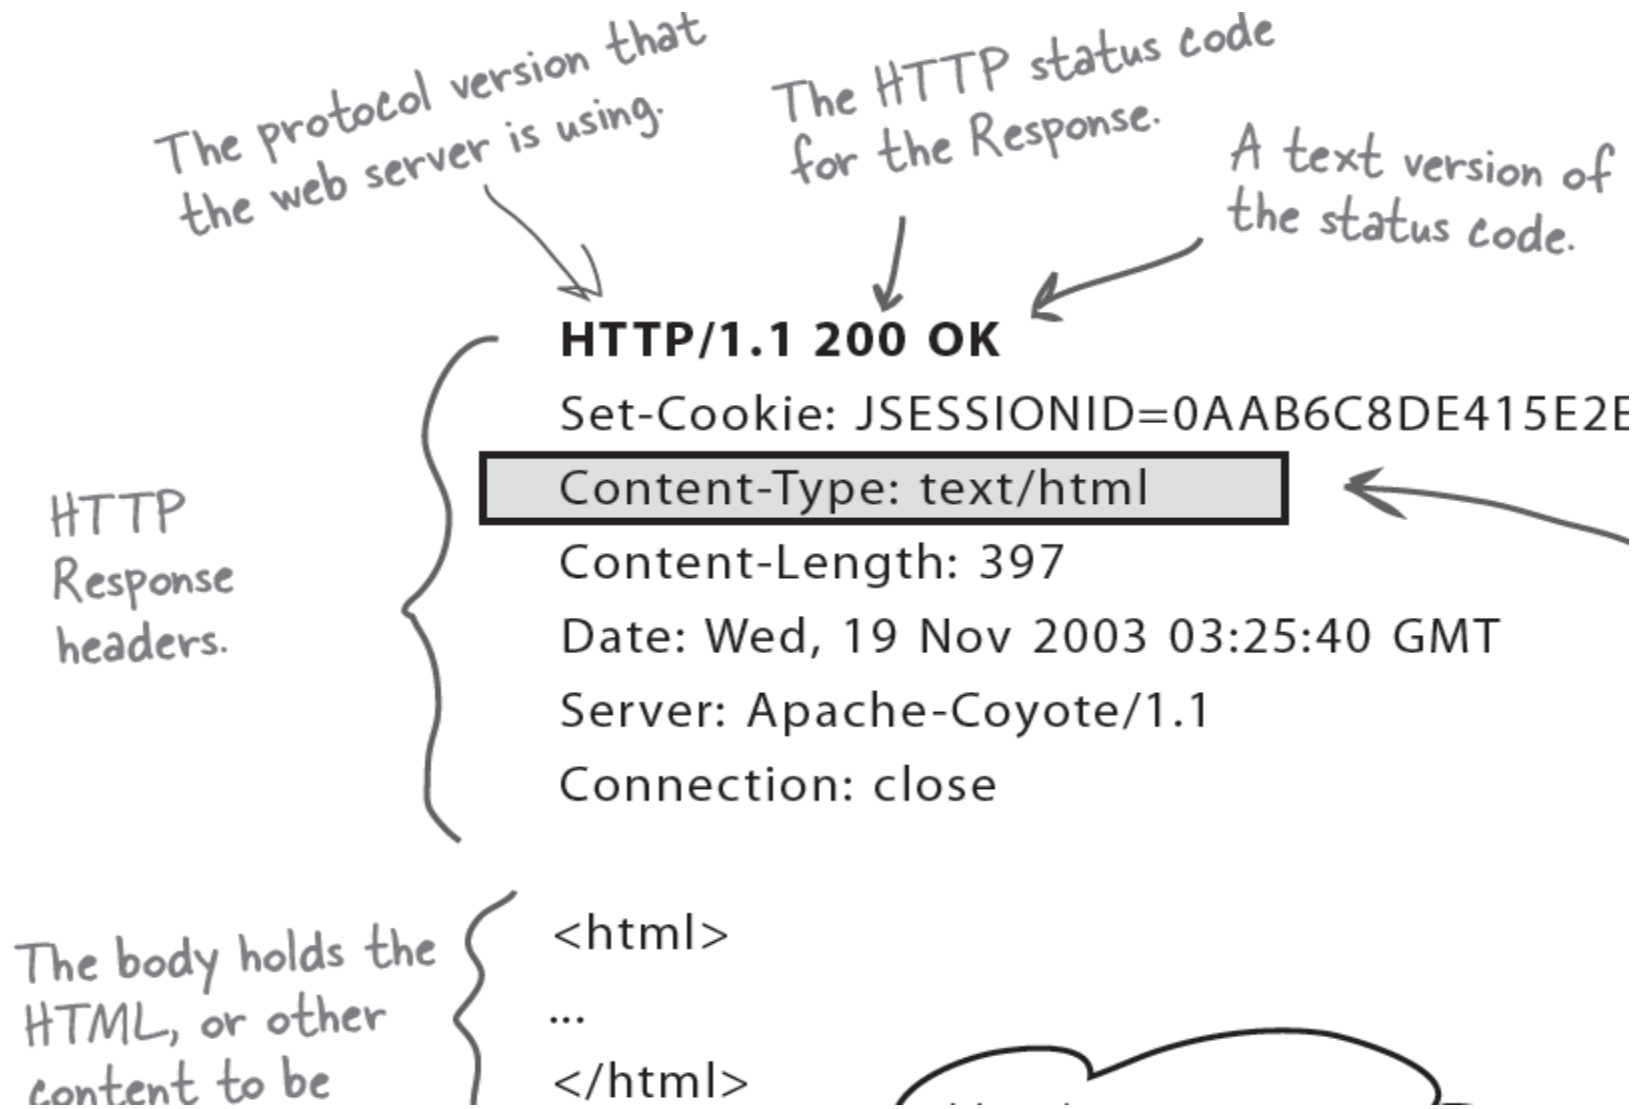 The protocol version that
the web server is using.
The HTTP status code
for the Response.
A text version of
the status code.
HTTP/1.1 200 OK
Set-Cookie: JSESSIONID=0AAB6C8DE415E2E
Content-Type: text/html
Content-Length: 397
Date: Wed, 19 Nov 2003 03:25:40 GMT
Server: Apache-Coyote/1.1
Connection: close
HTTP
Response
headers.
<html>
...
</html>
The body holds the
HTML, or other
content to be